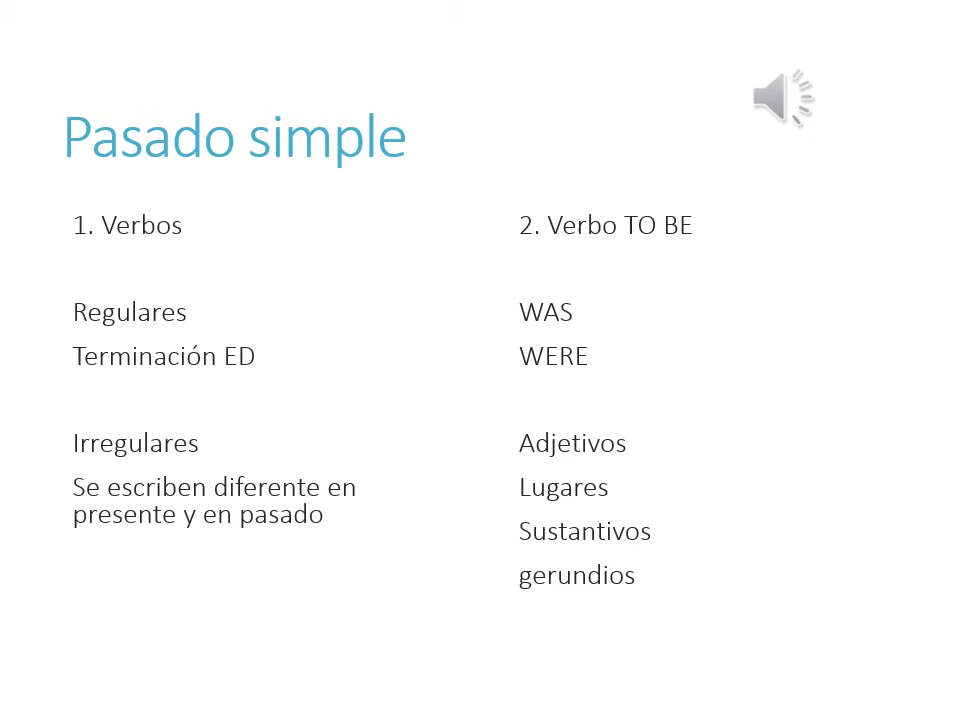 Pasado simple
1. Verbos
Regulares
Terminación ED
Irregulares
Se escriben diferente en
presente y en pasado
2. Verbo TO BE
WAS
WERE
Adjetivos
Lugares
Sustantivos
gerundios